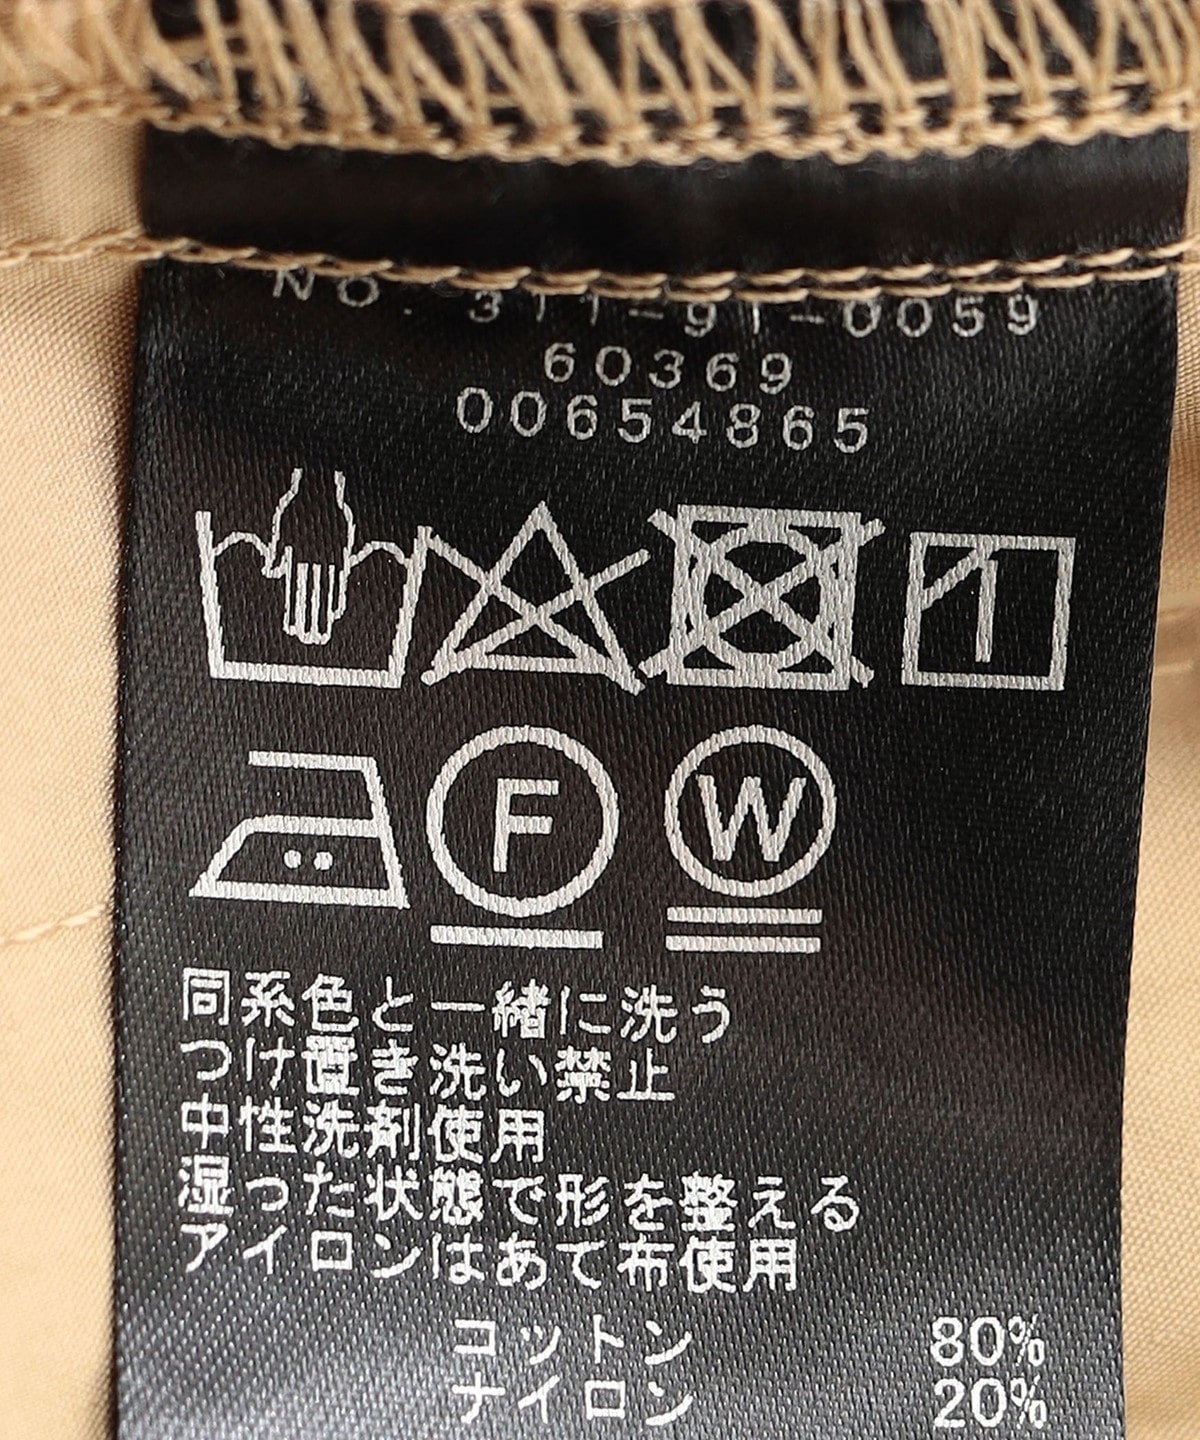 NO. 311-91-0059
60369
00654865
F W
同系色と一緒に洗う
つけ置き洗い禁止
中性洗剤使用
湿った状態で形を整える
アイロンはあて布使用
コットン 80%
ナイロン 20%